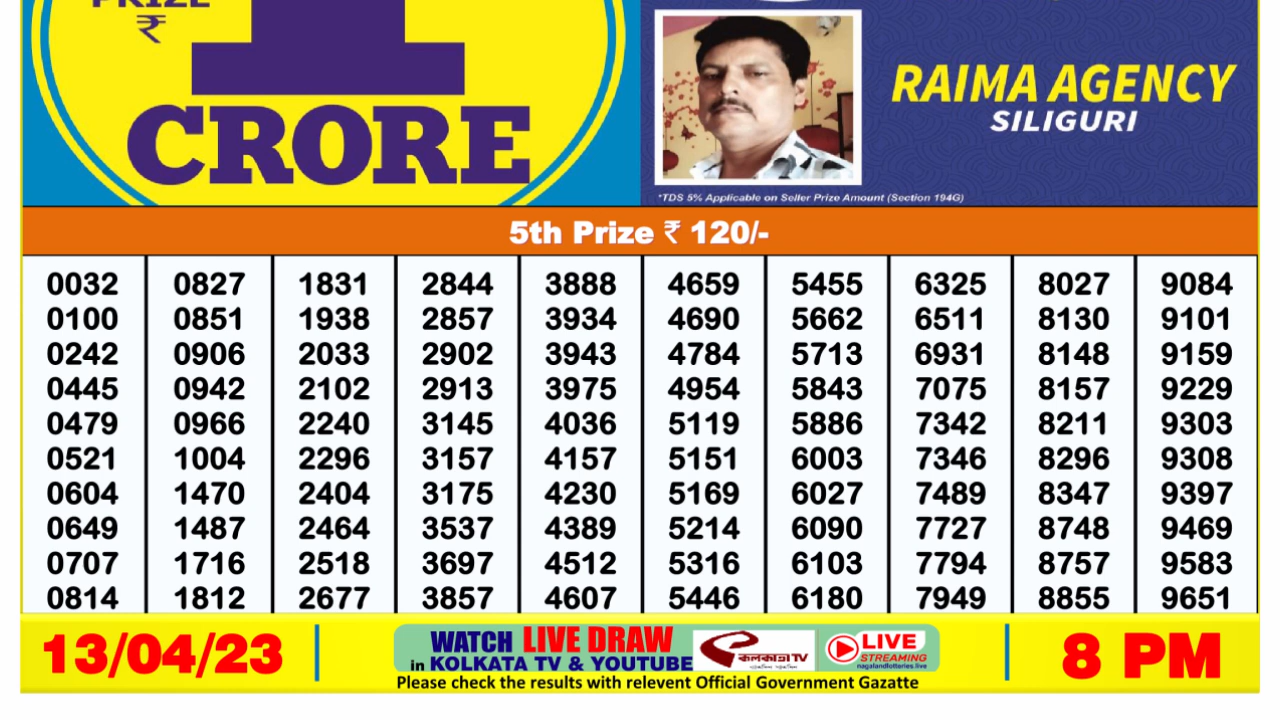 PRIZE
₹
1
CRORE
RAIMA AGENCY
SILIGURI
*TDS 5% Applicable on Seller Prize Amount (Section 194G)
5th Prize ₹ 120/-
0032 0827 1831 2844 3888 4659 5455 6325 8027 9084
0100 0851 1938 2857 3934 4690 5662 6511 8130 9101
0242 0906 2033 2902 3943 4784 5713 6931 8148 9159
0445 0942 2102 2913 3975 4954 5843 7075 8157 9229
0479 0966 2240 3145 4036 5119 5886 7342 8211 9303
0521 1004 2296 3157 4157 5151 6003 7346 8296 9308
0604 1470 2404 3175 4230 5169 6027 7489 8347 9397
0649 1487 2464 3537 4389 5214 6090 7727 8748 9469
0707 1716 2518 3697 4512 5316 6103 7794 8757 9583
0814 1812 2677 3857 4607 5446 6180 7949 8855 9651
13/04/23
WATCH LIVE DRAW
in KOLKATA TV & YOUTUBE
কলকাতা TV
LIVE
STREAMING
nagalandlotteries.live
Please check the results with relevent Official Government Gazatte
8 PM